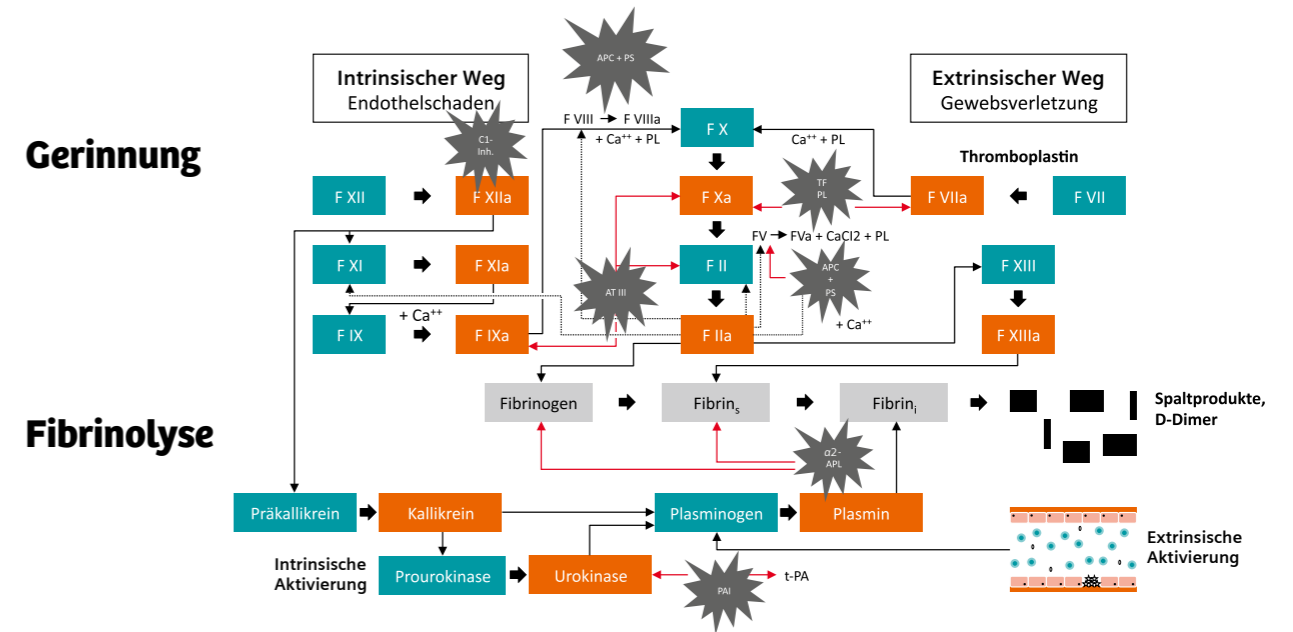 APC + PS
Intrinsischer Weg
Endothelschaden
Extrinsischer Weg
Gewebsverletzung
F VIII
F VIIIa
+ Ca⁺⁺ + PL
F X
Ca⁺⁺ + PL
C1-
Inh.
Gerinnung
Thromboplastin
F XII
F XIIa
F Xa
TF
PL
F VIIa
F VII
FV
FVa + CaCl2 + PL
F XI
F XIa
F II
APC
+
PS
F XIII
AT III
+ Ca⁺⁺
+ Ca⁺⁺
F IX
F IXa
F IIa
F XIIIa
Fibrinogen
Fibrinₛ
Fibrinᵢ
Spaltprodukte,
D-Dimer
Fibrinolyse
α2-
APL
Präkallikrein
Kallikrein
Plasminogen
Plasmin
Extrinsische
Aktivierung
Intrinsische
Aktivierung
Prourokinase
Urokinase
PAI
t-PA